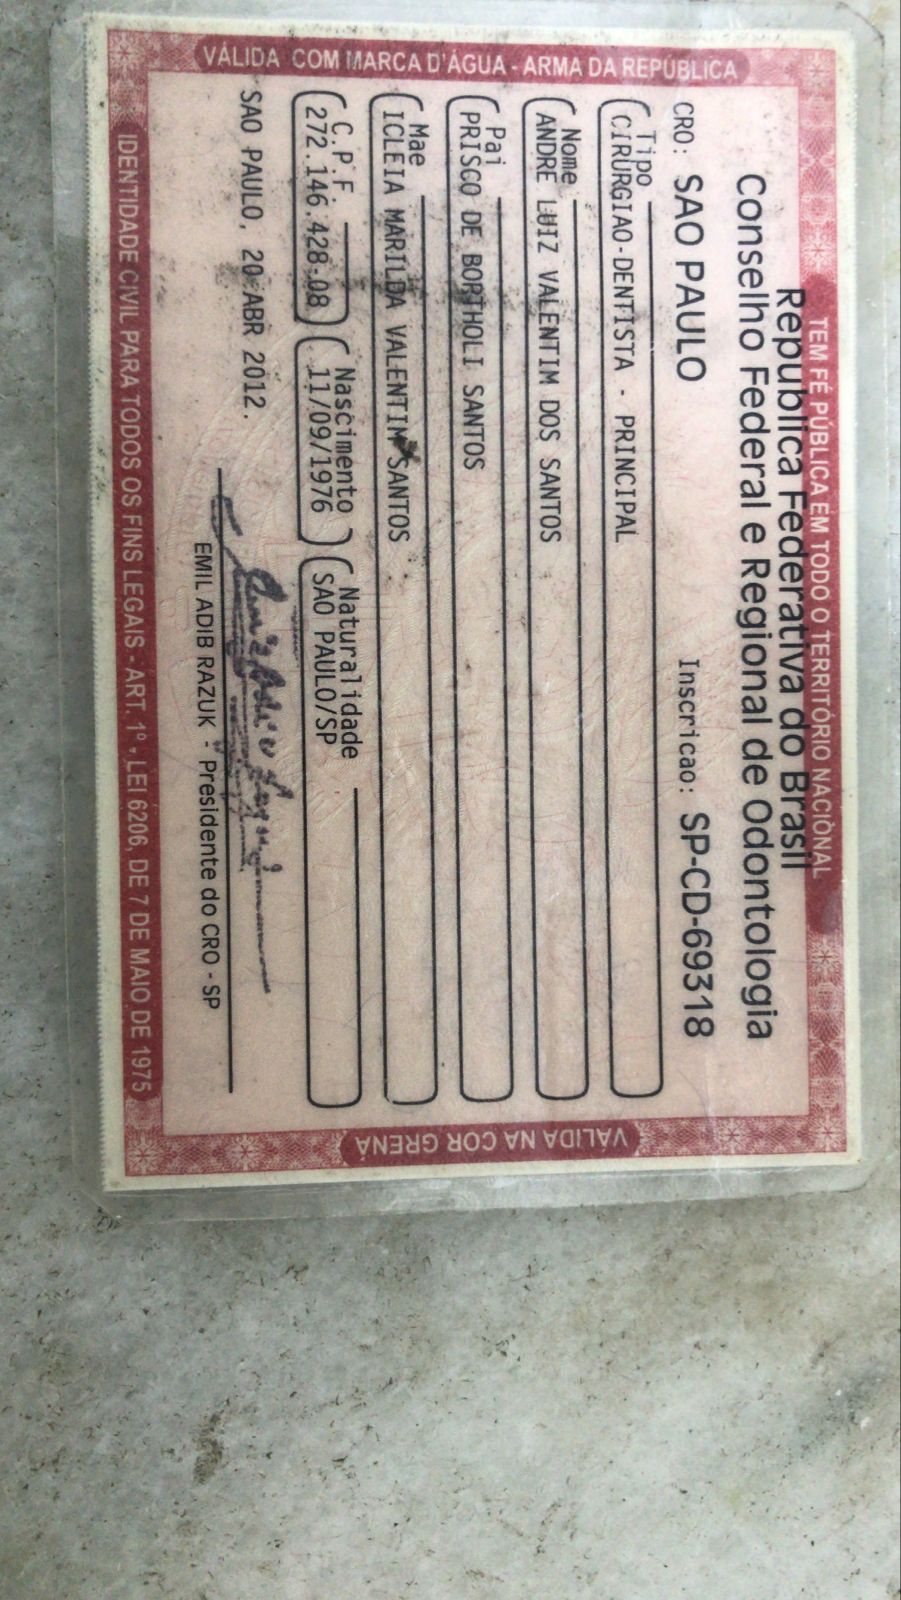 TEM FÉ PÚBLICA EM TODO O TERRITÓRIO NACIONAL
República Federativa do Brasil
Conselho Federal e Regional de Odontologia
CRO: SAO PAULO Inscricao: SP-CD-69318
Tipo
CIRURGIAO-DENTISTA - PRINCIPAL
Nome
ANDRE LUIZ VALENTIM DOS SANTOS
Pai
PRISCO DE BORTHOLI SANTOS
Mae
ICLEIA MARILDA VALENTIM SANTOS
C.P.F. Nascimento Naturalidade
272.146.428-08 11/09/1976 SAO PAULO/SP
SAO PAULO, 20 ABR 2012.
EMIL ADIB RAZUK - Presidente do CRO - SP
IDENTIDADE CIVIL PARA TODOS OS FINS LEGAIS - ART. 1º - LEI 6206, DE 7 DE MAIO DE 1975
VÁLIDA COM MARCA D'ÁGUA - ARMA DA REPÚBLICA
VÁLIDA NA COR GRENÁ